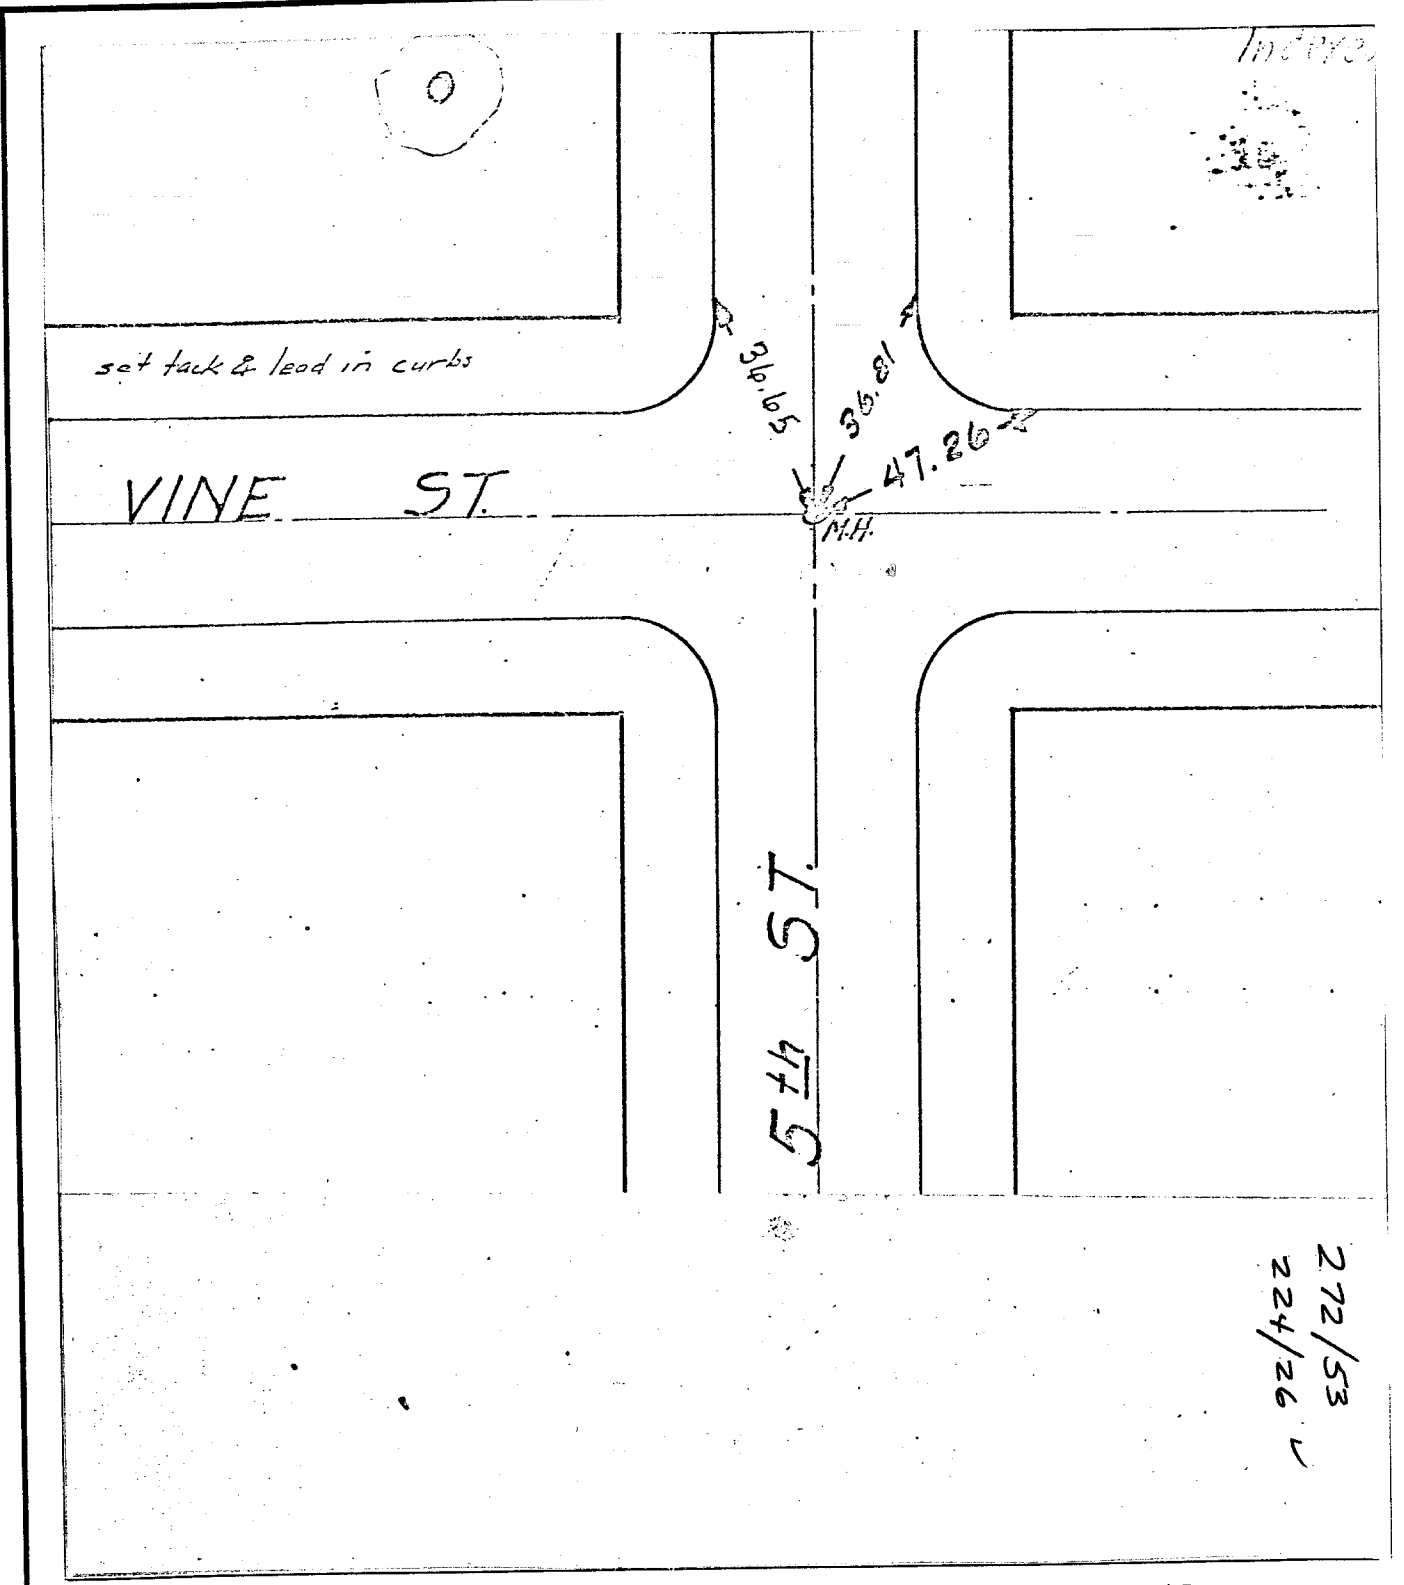 set tack & lead in curbs
36.65
36.81
47.26
VINE ST.
M.H.
5th ST.
272/53
224/26 ✓